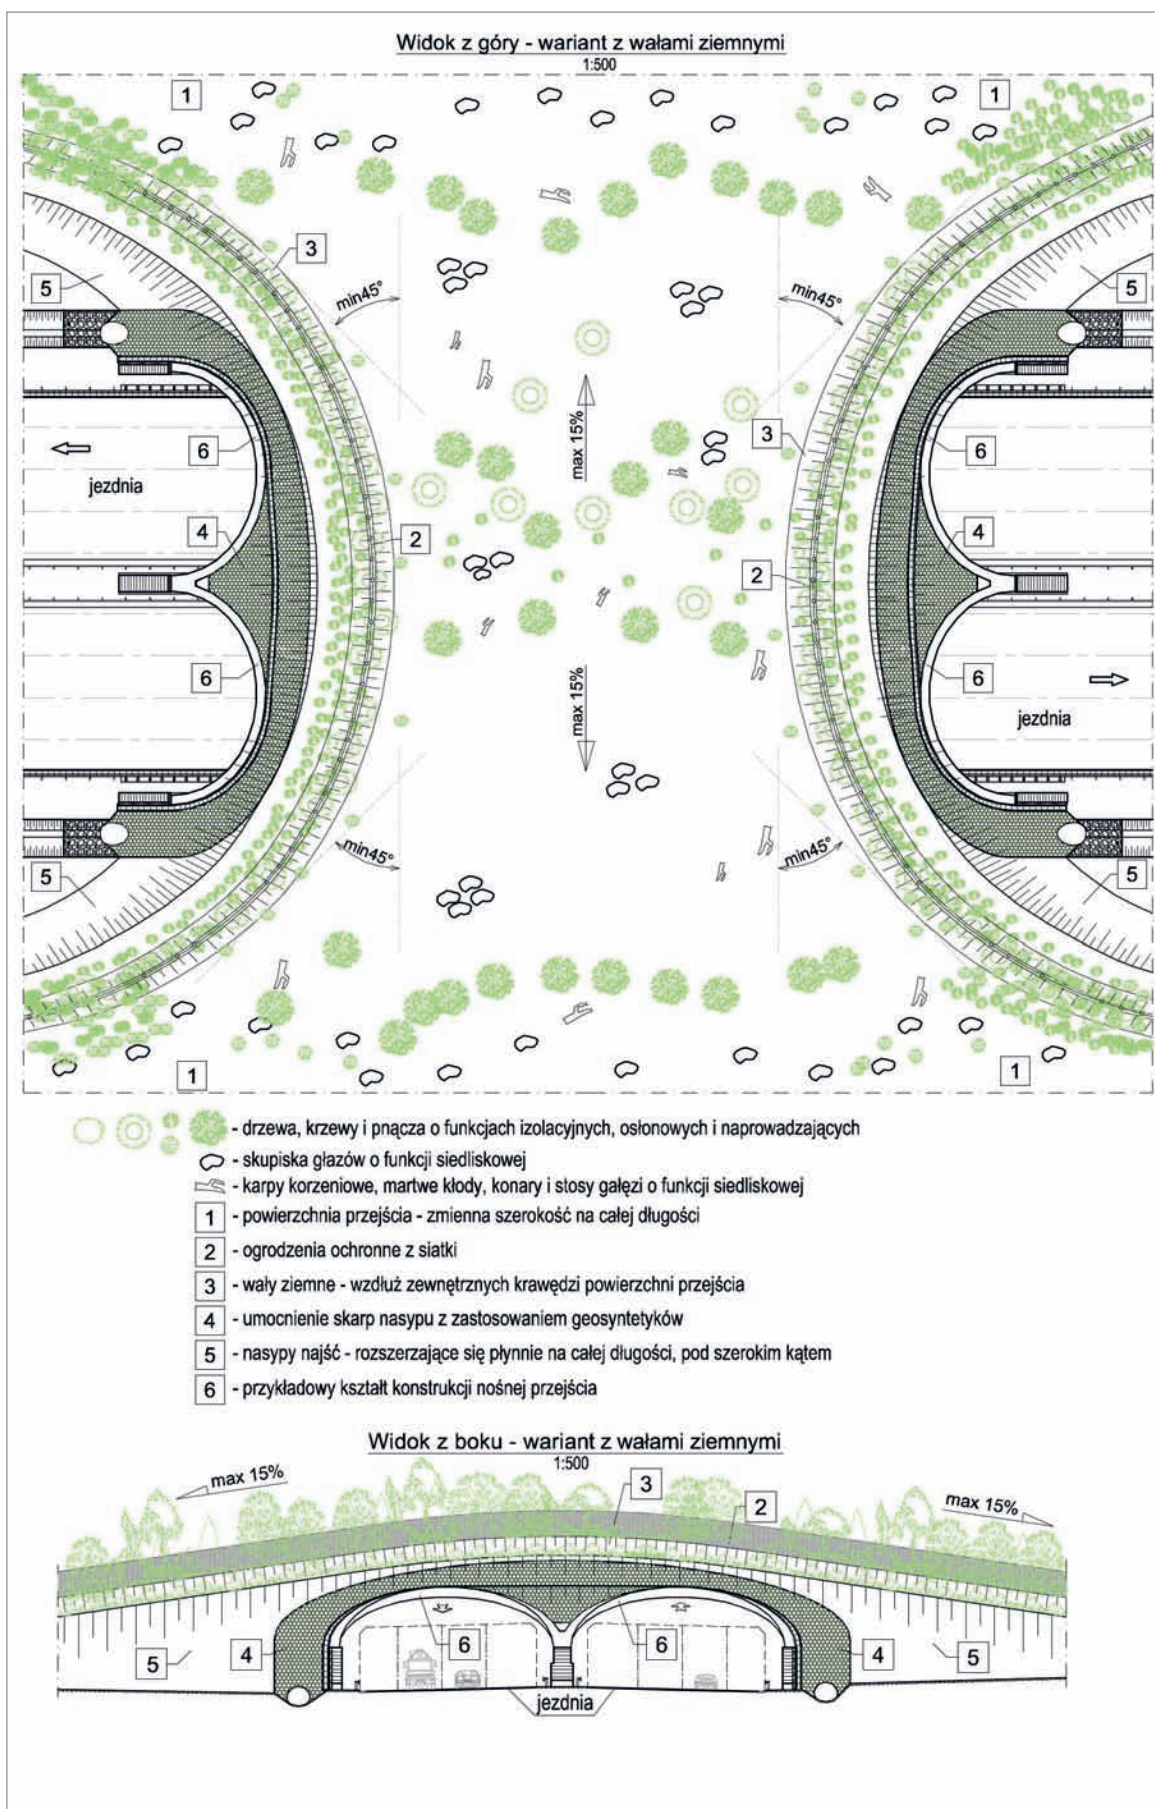 Widok z góry - wariant z wałami ziemnymi
1:500
1
1
3
5
5
min45°
min45°
max 15%
3
6
6
jezdnia
4
4
2
2
6
6
max 15%
jezdnia
min45°
min45°
5
5
1
1
- drzewa, krzewy i pnącza o funkcjach izolacyjnych, osłonowych i naprowadzających
- skupiska głazów o funkcji siedliskowej
- karpy korzeniowe, martwe kłody, konary i stosy gałęzi o funkcji siedliskowej
1 - powierzchnia przejścia - zmienna szerokość na całej długości
2 - ogrodzenia ochronne z siatki
3 - wały ziemne - wzdłuż zewnętrznych krawędzi powierzchni przejścia
4 - umocnienie skarp nasypu z zastosowaniem geosyntetyków
5 - nasypy najść - rozszerzające się płynnie na całej długości, pod szerokim kątem
6 - przykładowy kształt konstrukcji nośnej przejścia
Widok z boku - wariant z wałami ziemnymi
1:500
max 15%
3
2
max 15%
6
6
5
4
4
5
jezdnia